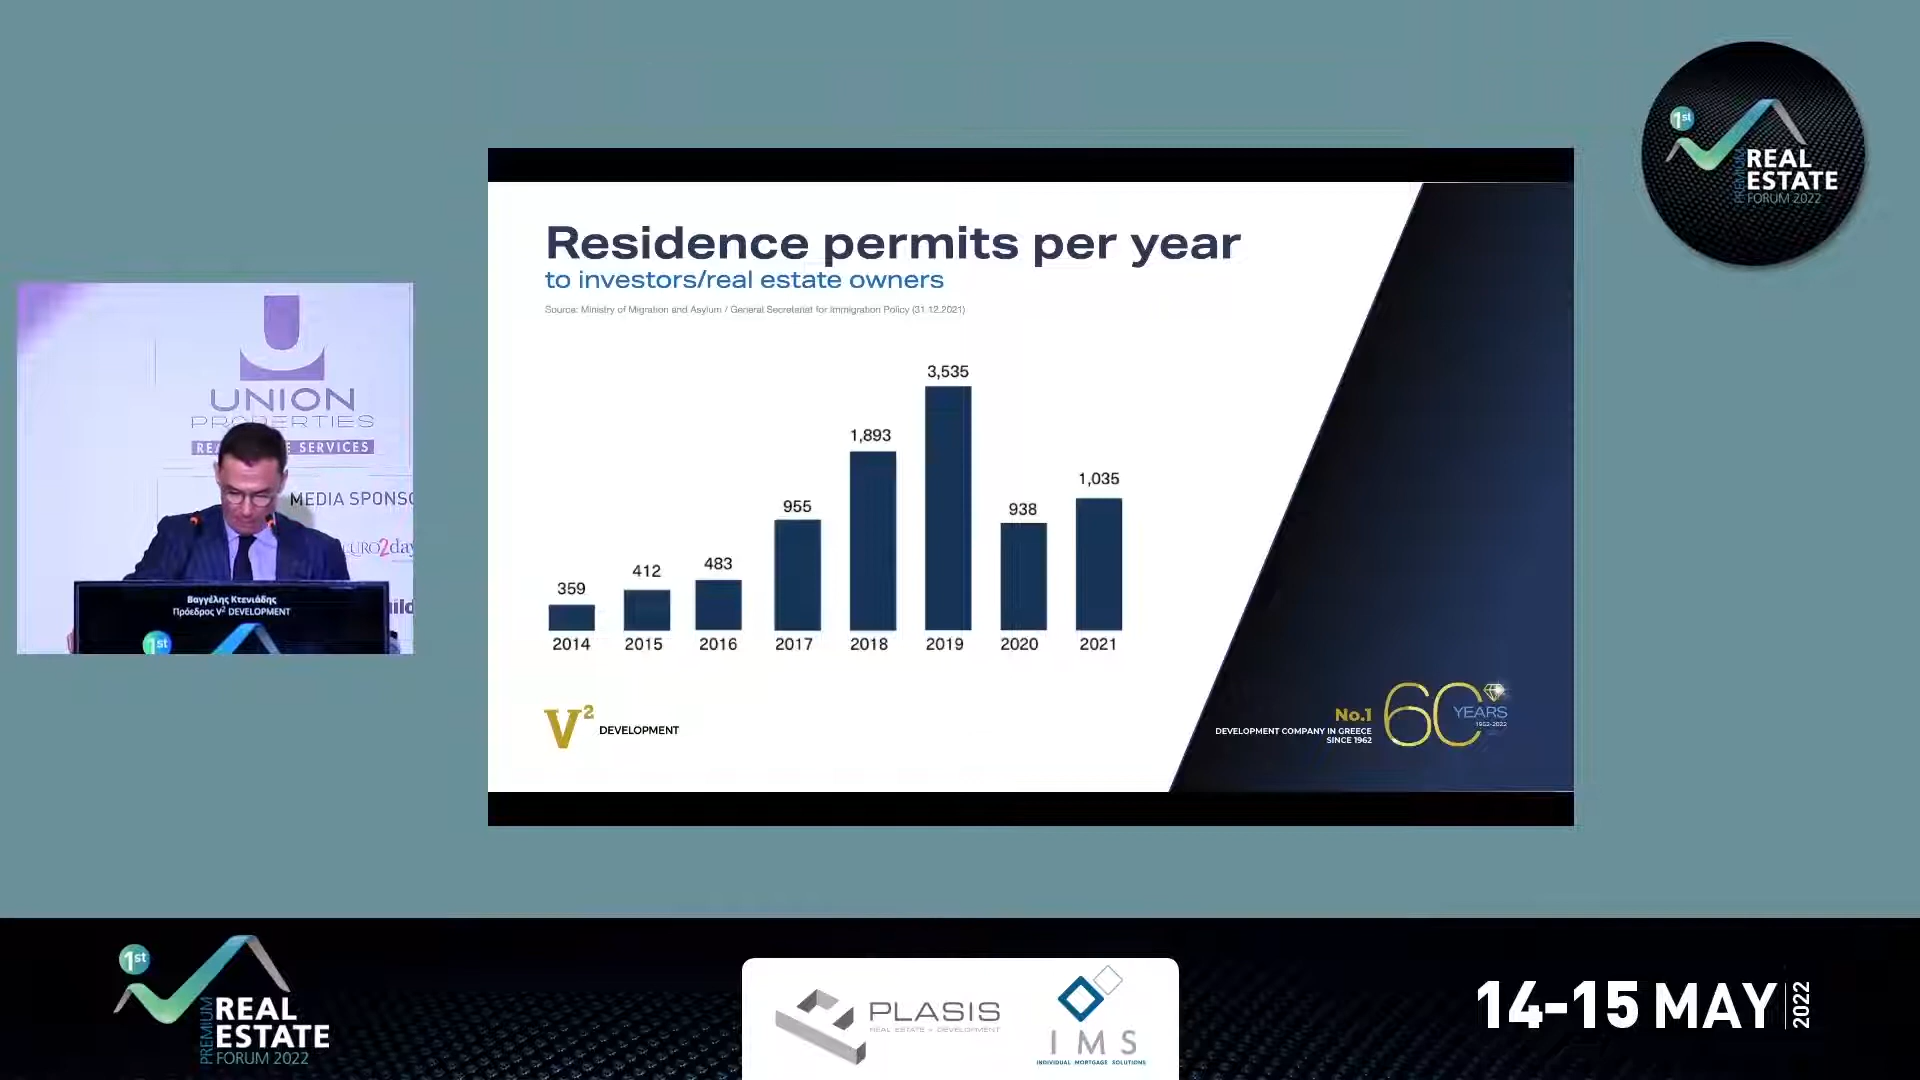 1st
PREMIUM
REAL
ESTATE
FORUM 2022
Residence permits per year
to investors/real estate owners
Source: Ministry of Migration and Asylum / General Secretariat for Immigration Policy (31.12.2021)
3,535
1,893
1,035
955
938
483
412
359
2014 2015 2016 2017 2018 2019 2020 2021
V² DEVELOPMENT
No.1
DEVELOPMENT COMPANY IN GREECE
SINCE 1962
60 YEARS
1962-2022
UNION
PROPERTIES
SERVICES
MEDIA SPONSO
EURO2day
Βαγγέλης Κτενιάδης
Πρόεδρος V² DEVELOPMENT
1st
1st
PREMIUM
REAL
ESTATE
FORUM 2022
PLASIS
REAL ESTATE + DEVELOPMENT
IMS
INDIVIDUAL MORTGAGE SOLUTIONS
14-15 MAY 2022